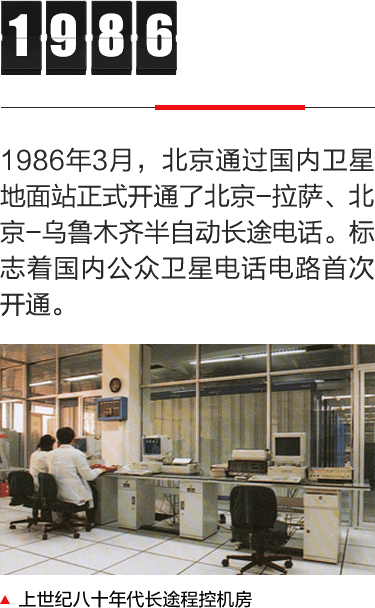 1986
1986年3月，北京通过国内卫星
地面站正式开通了北京-拉萨、北
京-乌鲁木齐半自动长途电话。标
志着国内公众卫星电话电路首次
开通。
▲ 上世纪八十年代长途程控机房